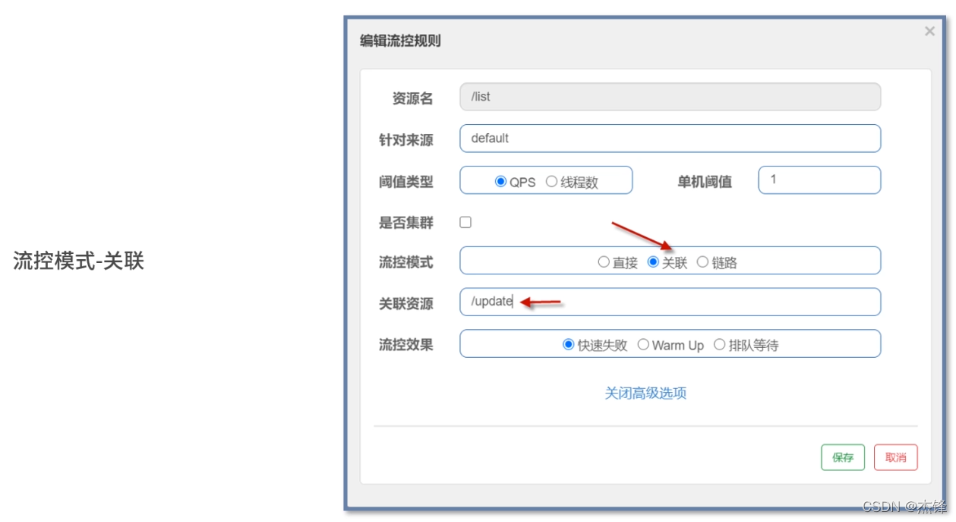 编辑流控规则
×
资源名 /list
针对来源 default
阈值类型 QPS 线程数 单机阈值 1
是否集群
流控模式 直接 关联 链路
流控模式-关联
关联资源 /update
流控效果 快速失败 Warm Up 排队等待
关闭高级选项
保存 取消
CSDN @杰锋